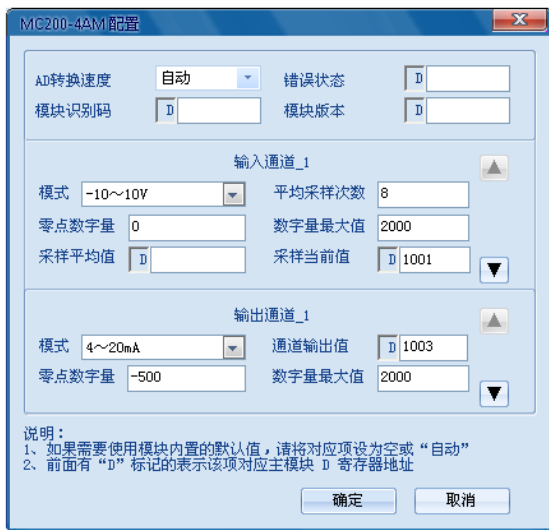 MC200-4AM 配置
AD转换速度 自动 错误状态 D
模块识别码 D 模块版本 D
输入通道_1
模式 -10～10V 平均采样次数 8
零点数字量 0 数字量最大值 2000
采样平均值 D 采样当前值 D 1001
输出通道_1
模式 4～20mA 通道输出值 D 1003
零点数字量 -500 数字量最大值 2000
说明：
1、如果需要使用模块内置的默认值，请将对应项设为空或“自动”
2、前面有“D”标记的表示该项对应主模块 D 寄存器地址
确定 取消